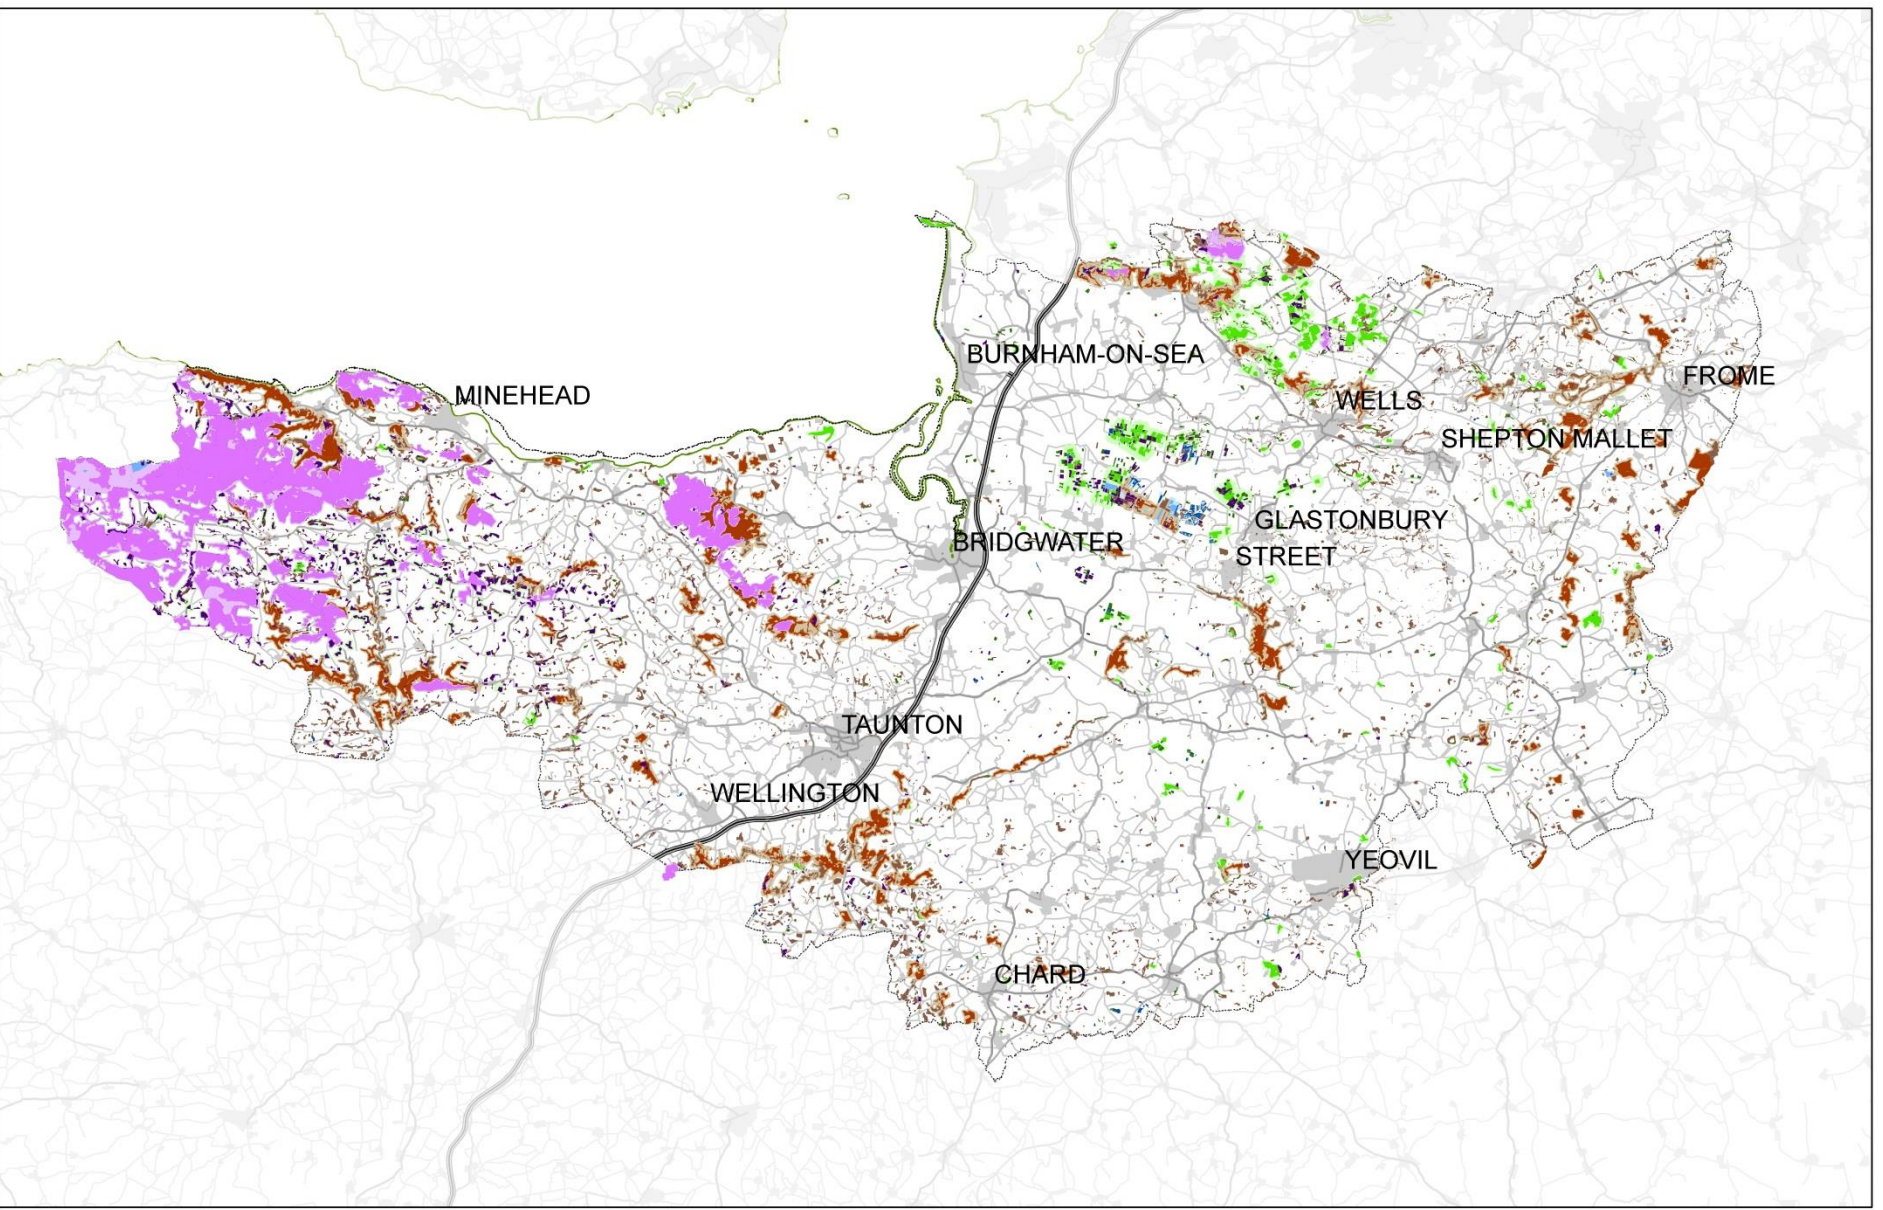 BURNHAM-ON-SEA
FROME
MINEHEAD
WELLS
SHEPTON MALLET
GLASTONBURY
BRIDGWATER
STREET
TAUNTON
WELLINGTON
YEOVIL
CHARD